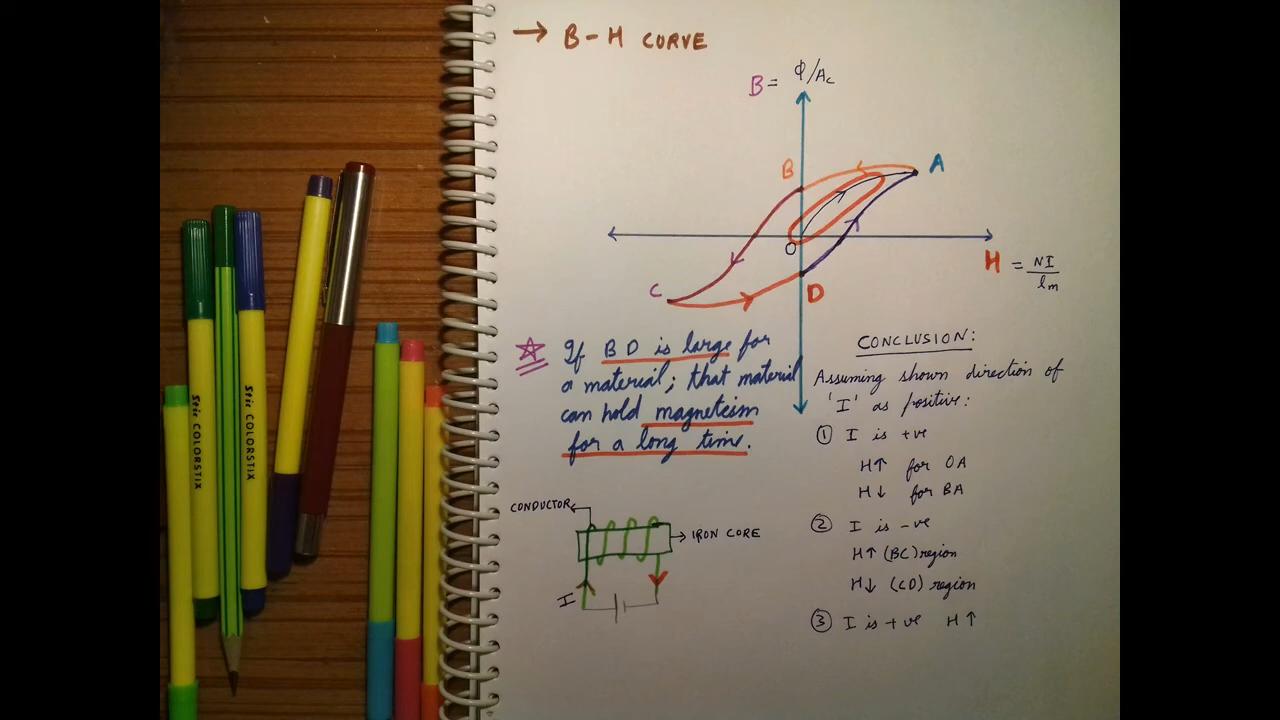 → B-H CURVE
B = Φ/Ac
B
A
O
H = NI/lm
C
D
☆ If BD is large for
a material; that material
can hold magnetism
for a long time.
CONCLUSION:
Assuming shown direction of
'I' as positive:
① I is +ve
H↑ for OA
H↓ for BA
② I is -ve
H↑ (BC) region
H↓ (CD) region
③ I is +ve H↑
CONDUCTOR
IRON CORE
I
Stic COLORSTIX
Stic COLORSTIX